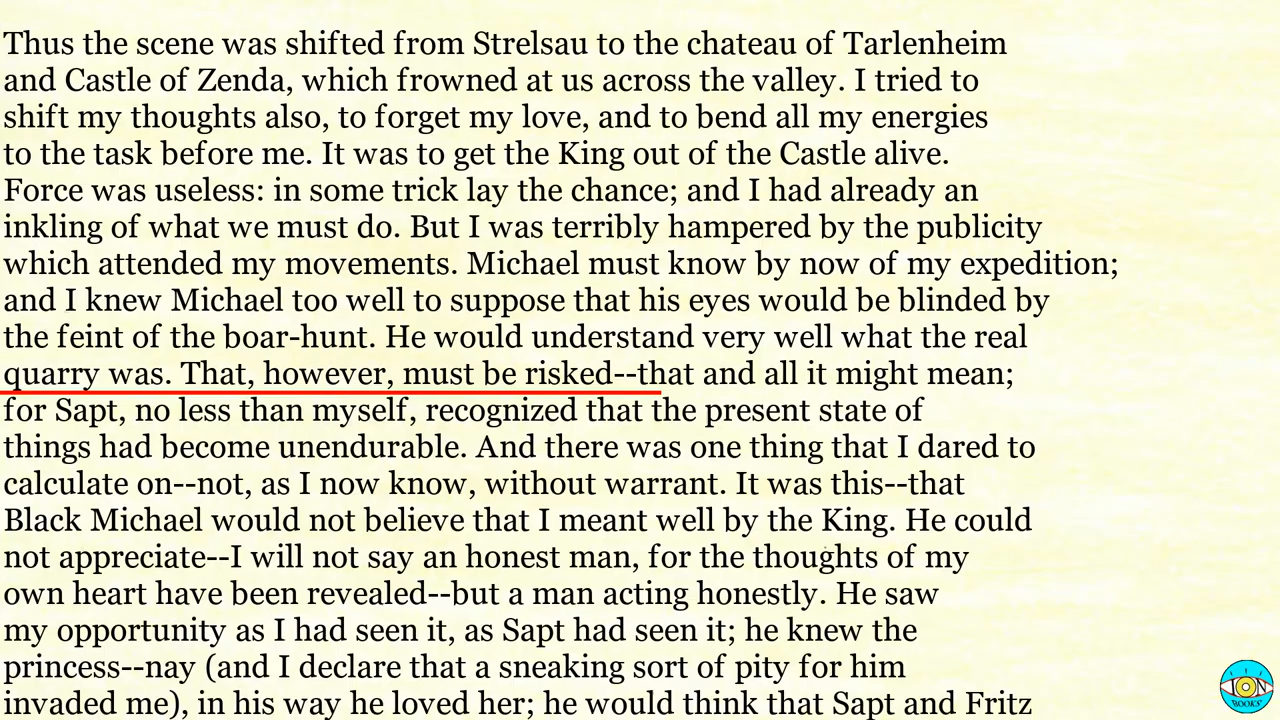 Thus the scene was shifted from Strelsau to the chateau of Tarlenheim
and Castle of Zenda, which frowned at us across the valley. I tried to
shift my thoughts also, to forget my love, and to bend all my energies
to the task before me. It was to get the King out of the Castle alive.
Force was useless: in some trick lay the chance; and I had already an
inkling of what we must do. But I was terribly hampered by the publicity
which attended my movements. Michael must know by now of my expedition;
and I knew Michael too well to suppose that his eyes would be blinded by
the feint of the boar-hunt. He would understand very well what the real
quarry was. That, however, must be risked--that and all it might mean;
for Sapt, no less than myself, recognized that the present state of
things had become unendurable. And there was one thing that I dared to
calculate on--not, as I now know, without warrant. It was this--that
Black Michael would not believe that I meant well by the King. He could
not appreciate--I will not say an honest man, for the thoughts of my
own heart have been revealed--but a man acting honestly. He saw
my opportunity as I had seen it, as Sapt had seen it; he knew the
princess--nay (and I declare that a sneaking sort of pity for him
invaded me), in his way he loved her; he would think that Sapt and Fritz
ION
BOOKS